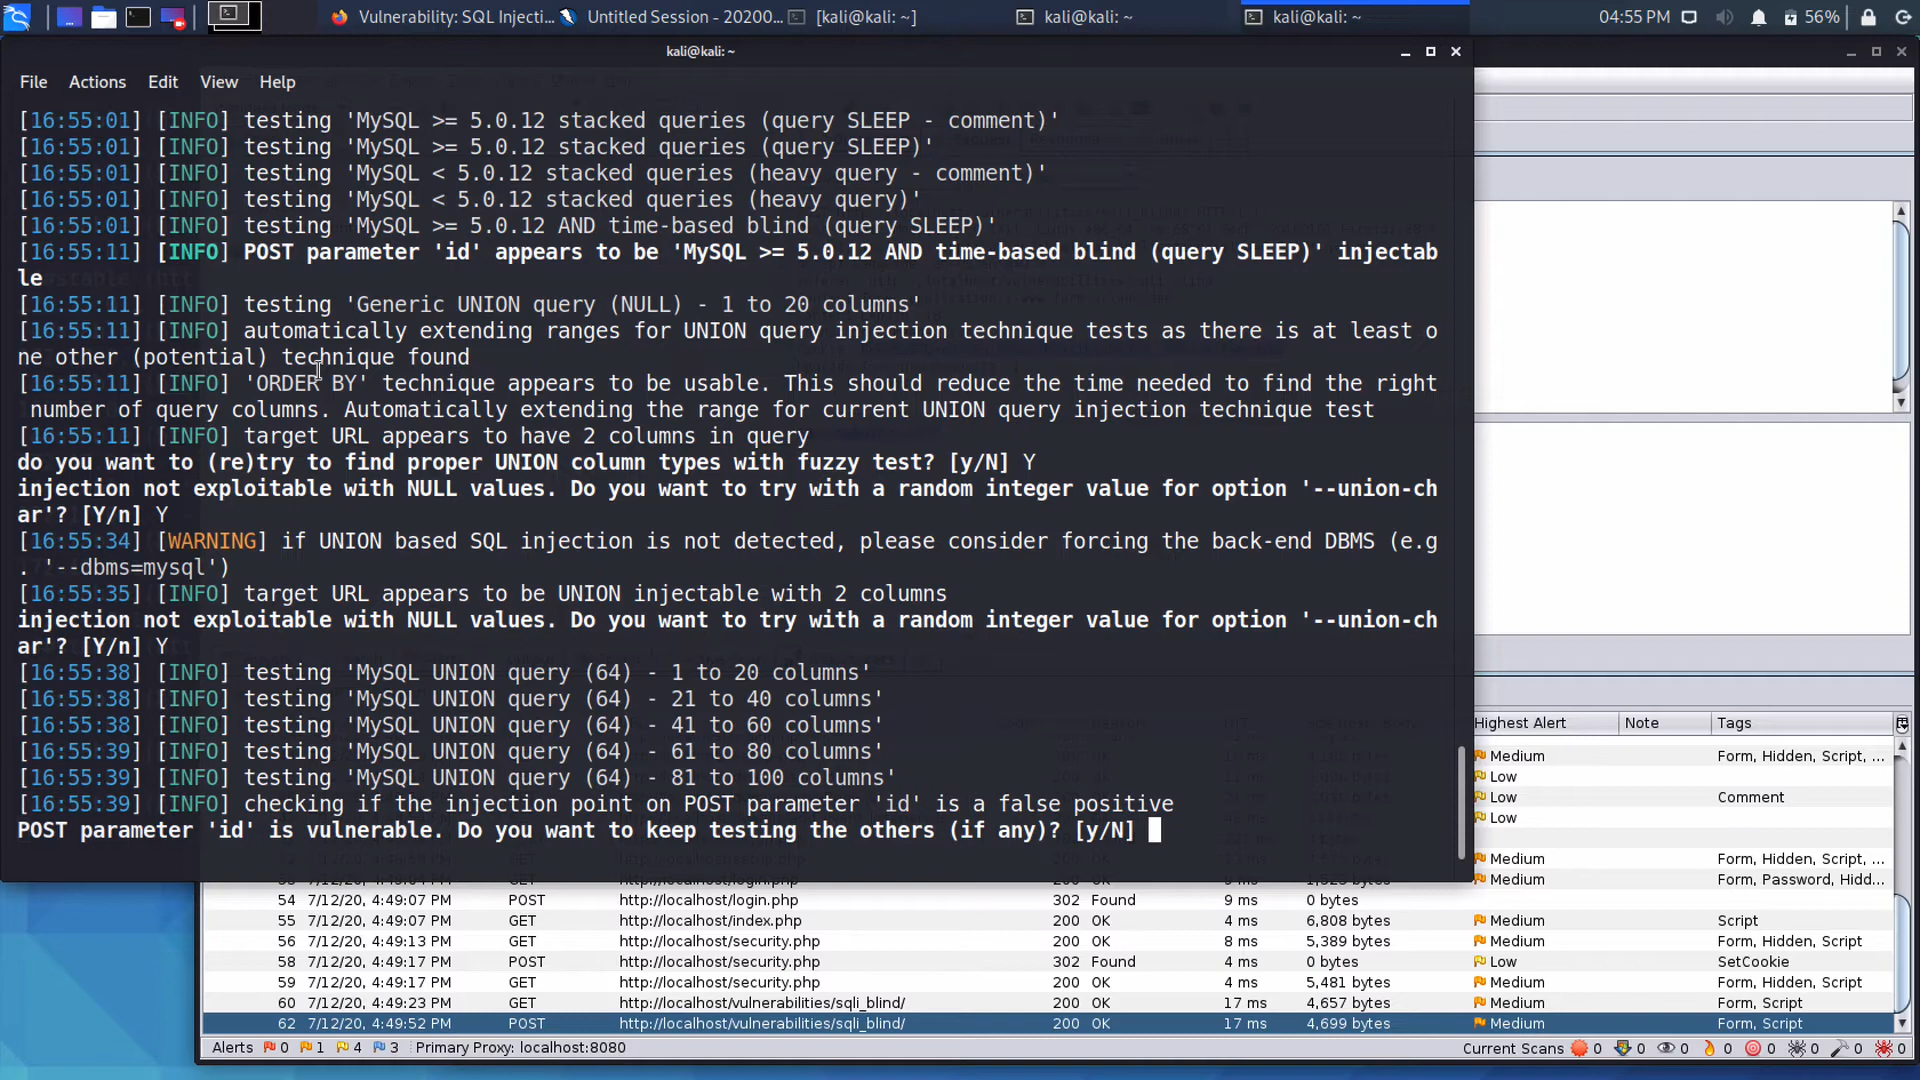 Vulnerability: SQL Injecti...
Untitled Session - 20200...
[kali@kali: ~]
kali@kali: ~
kali@kali: ~
04:55 PM
56%
kali@kali: ~
File Actions Edit View Help
[16:55:01] [INFO] testing 'MySQL >= 5.0.12 stacked queries (query SLEEP - comment)'
[16:55:01] [INFO] testing 'MySQL >= 5.0.12 stacked queries (query SLEEP)'
[16:55:01] [INFO] testing 'MySQL < 5.0.12 stacked queries (heavy query - comment)'
[16:55:01] [INFO] testing 'MySQL < 5.0.12 stacked queries (heavy query)'
[16:55:01] [INFO] testing 'MySQL >= 5.0.12 AND time-based blind (query SLEEP)'
[16:55:11] [INFO] POST parameter 'id' appears to be 'MySQL >= 5.0.12 AND time-based blind (query SLEEP)' injectab
le
[16:55:11] [INFO] testing 'Generic UNION query (NULL) - 1 to 20 columns'
[16:55:11] [INFO] automatically extending ranges for UNION query injection technique tests as there is at least o
ne other (potential) technique found
[16:55:11] [INFO] 'ORDER BY' technique appears to be usable. This should reduce the time needed to find the right
number of query columns. Automatically extending the range for current UNION query injection technique test
[16:55:11] [INFO] target URL appears to have 2 columns in query
do you want to (re)try to find proper UNION column types with fuzzy test? [y/N] Y
injection not exploitable with NULL values. Do you want to try with a random integer value for option '--union-ch
ar'? [Y/n] Y
[16:55:34] [WARNING] if UNION based SQL injection is not detected, please consider forcing the back-end DBMS (e.g
. '--dbms=mysql')
[16:55:35] [INFO] target URL appears to be UNION injectable with 2 columns
injection not exploitable with NULL values. Do you want to try with a random integer value for option '--union-ch
ar'? [Y/n] Y
[16:55:38] [INFO] testing 'MySQL UNION query (64) - 1 to 20 columns'
[16:55:38] [INFO] testing 'MySQL UNION query (64) - 21 to 40 columns'
[16:55:38] [INFO] testing 'MySQL UNION query (64) - 41 to 60 columns'
[16:55:39] [INFO] testing 'MySQL UNION query (64) - 61 to 80 columns'
[16:55:39] [INFO] testing 'MySQL UNION query (64) - 81 to 100 columns'
[16:55:39] [INFO] checking if the injection point on POST parameter 'id' is a false positive
POST parameter 'id' is vulnerable. Do you want to keep testing the others (if any)? [y/N]
Highest Alert Note Tags
Medium Form, Hidden, Script, ...
Low
Low Comment
Low
Medium Form, Hidden, Script, ...
Medium Form, Password, Hidd...
54 7/12/20, 4:49:07 PM POST http://localhost/login.php 302 Found 9 ms 0 bytes
55 7/12/20, 4:49:07 PM GET http://localhost/index.php 200 OK 4 ms 6,808 bytes Medium Script
56 7/12/20, 4:49:13 PM GET http://localhost/security.php 200 OK 8 ms 5,389 bytes Medium Form, Hidden, Script
58 7/12/20, 4:49:17 PM POST http://localhost/security.php 302 Found 4 ms 0 bytes Low SetCookie
59 7/12/20, 4:49:17 PM GET http://localhost/security.php 200 OK 4 ms 5,481 bytes Medium Form, Hidden, Script
60 7/12/20, 4:49:23 PM GET http://localhost/vulnerabilities/sqli_blind/ 200 OK 17 ms 4,657 bytes Medium Form, Script
62 7/12/20, 4:49:52 PM POST http://localhost/vulnerabilities/sqli_blind/ 200 OK 17 ms 4,699 bytes Medium Form, Script
Alerts 0 1 4 3 Primary Proxy: localhost:8080 Current Scans 0 0 0 0 0 0 0 0